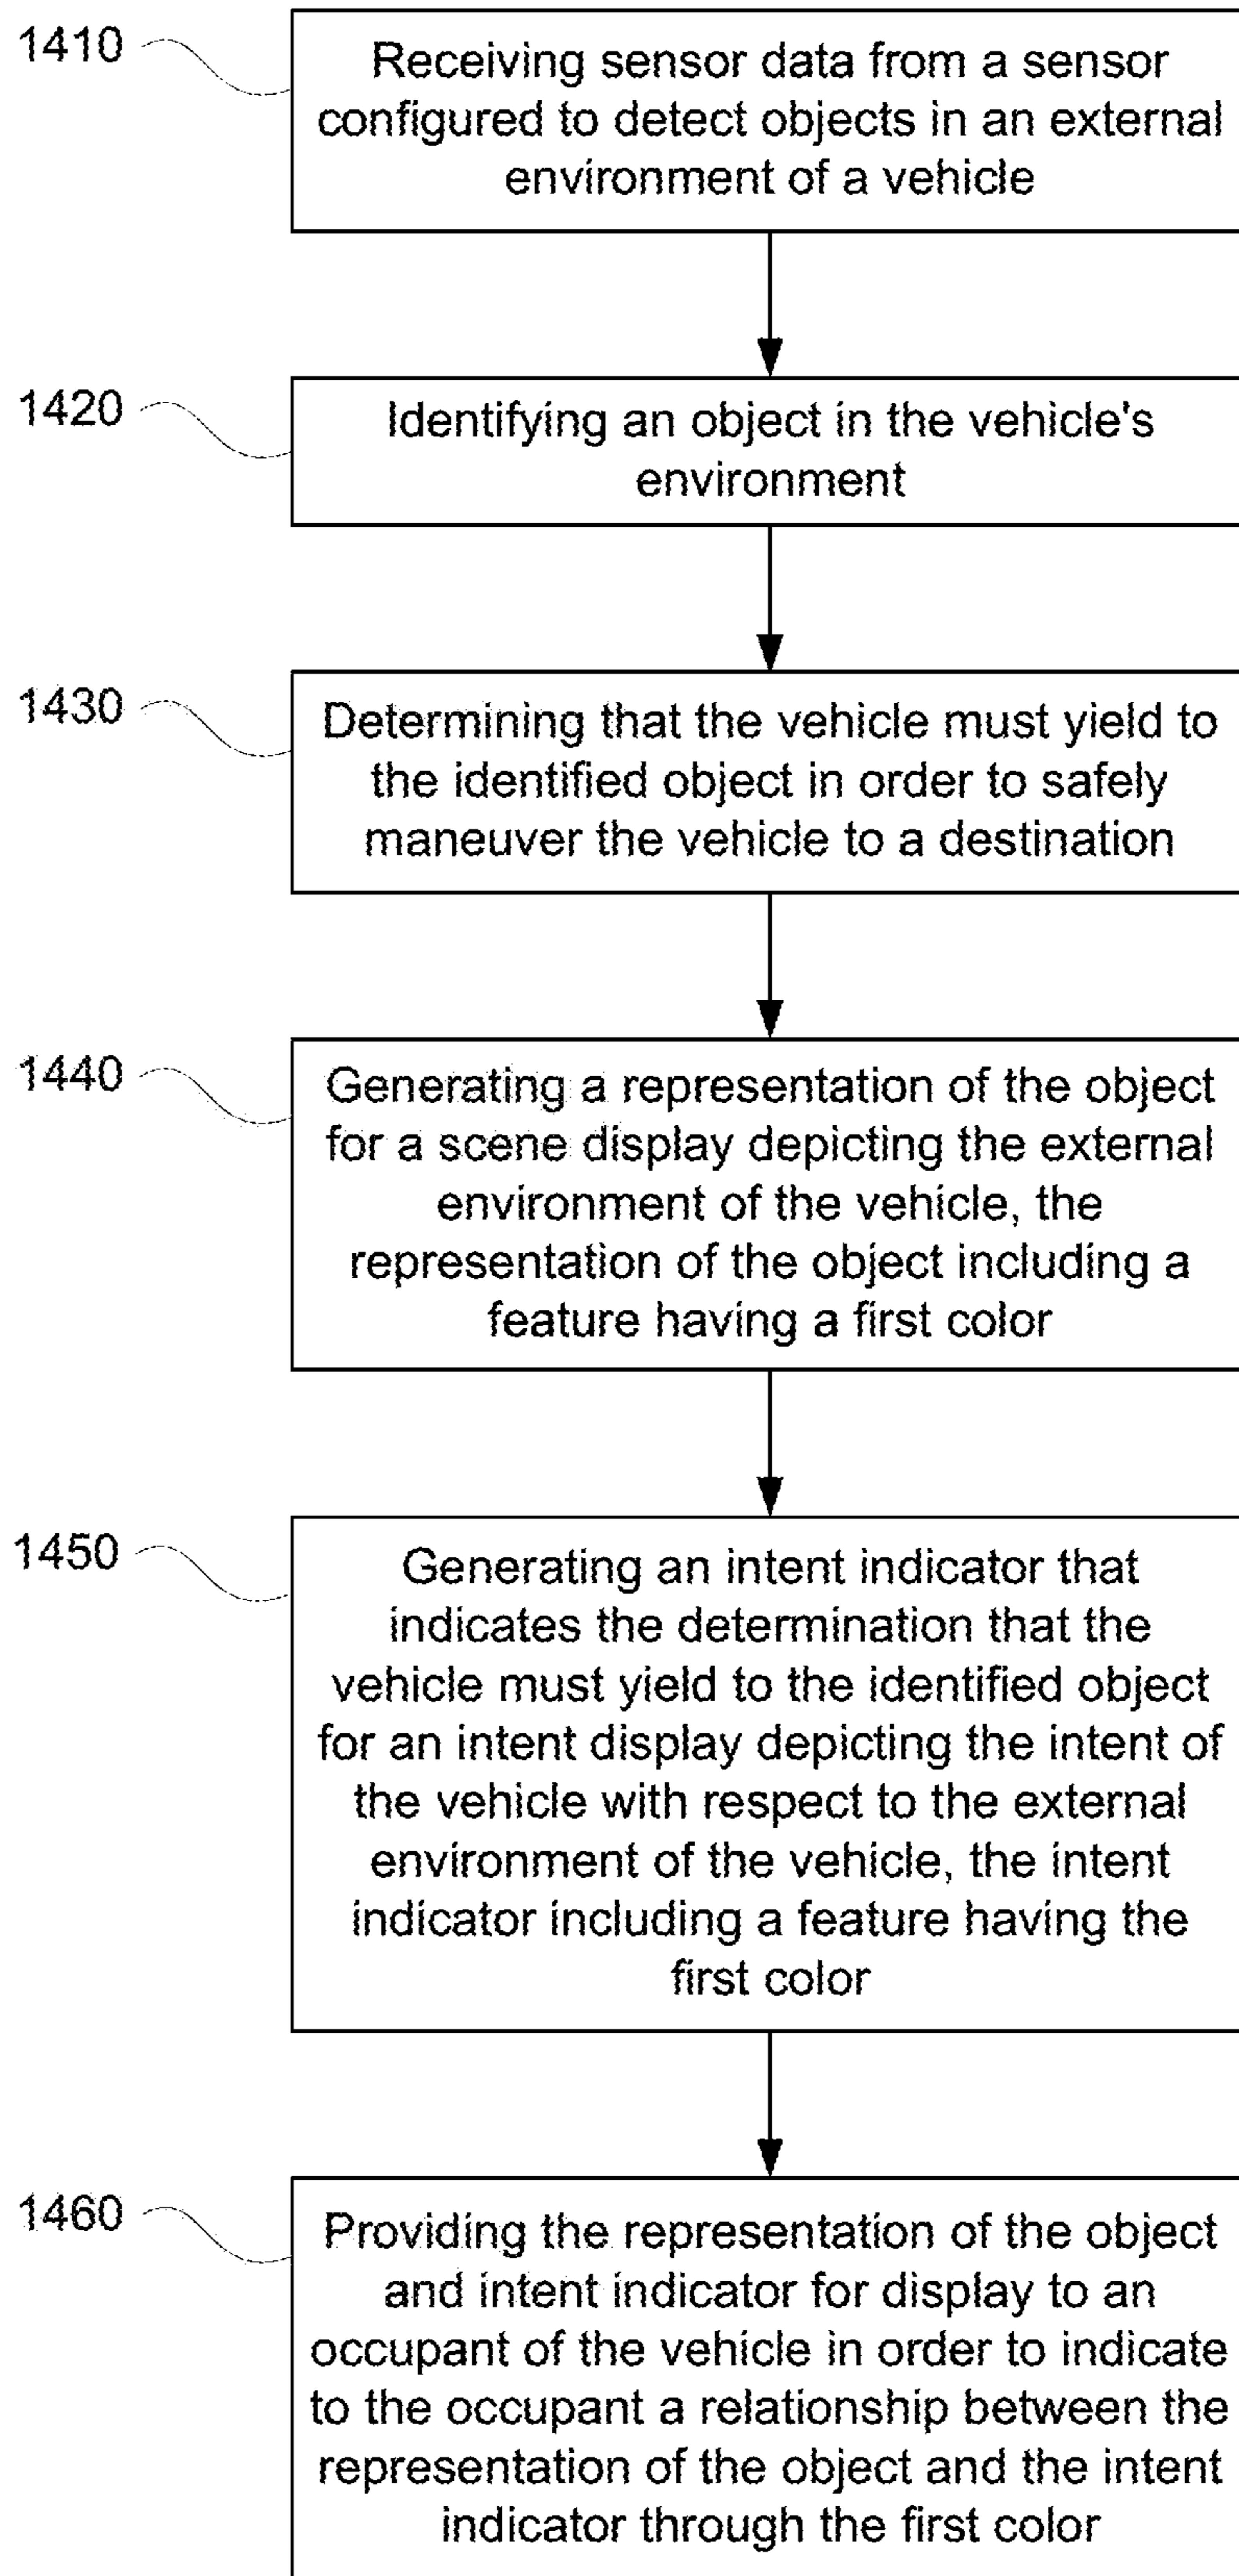 1410
Receiving sensor data from a sensor
configured to detect objects in an external
environment of a vehicle
1420
Identifying an object in the vehicle's
environment
1430
Determining that the vehicle must yield to
the identified object in order to safely
maneuver the vehicle to a destination
1440
Generating a representation of the object
for a scene display depicting the external
environment of the vehicle, the
representation of the object including a
feature having a first color
1450
Generating an intent indicator that
indicates the determination that the
vehicle must yield to the identified object
for an intent display depicting the intent of
the vehicle with respect to the external
environment of the vehicle, the intent
indicator including a feature having the
first color
1460
Providing the representation of the object
and intent indicator for display to an
occupant of the vehicle in order to indicate
to the occupant a relationship between the
representation of the object and the intent
indicator through the first color